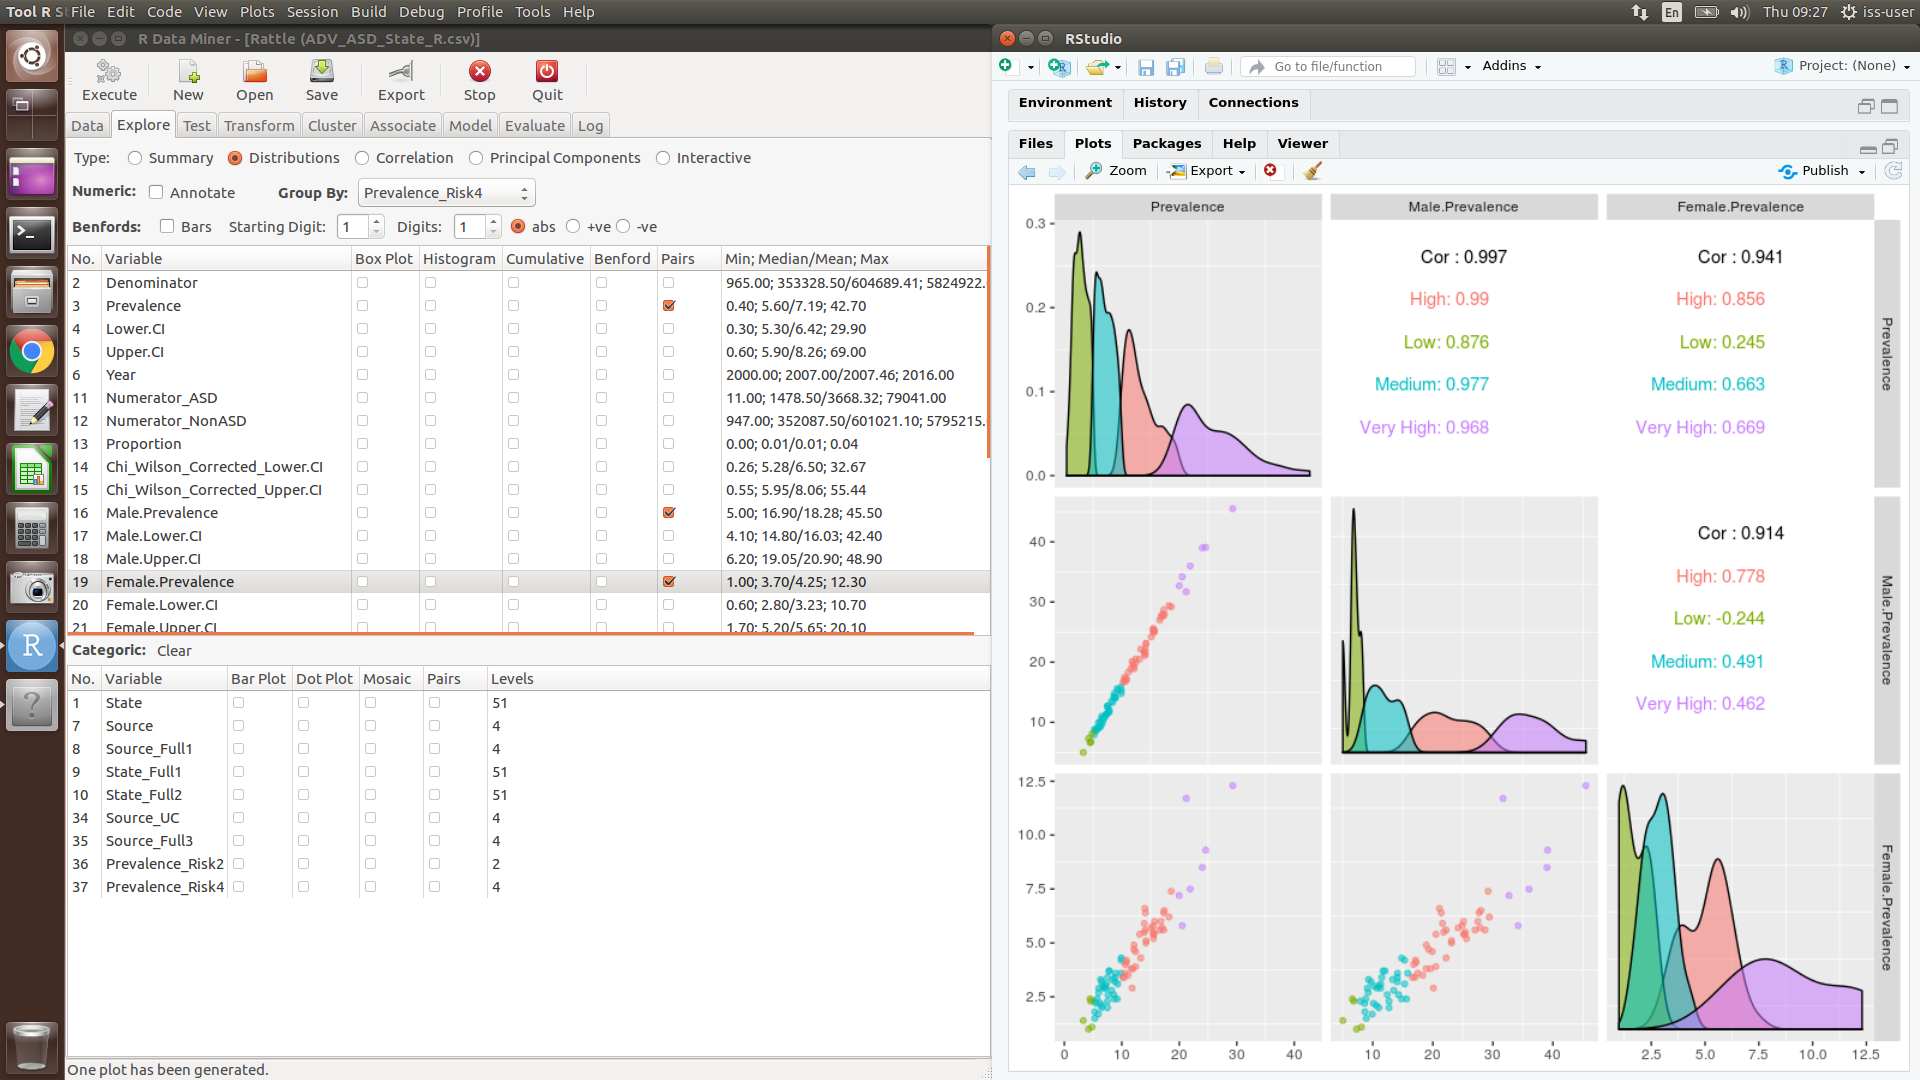 Tool R St File Edit Code View Plots Session Build Debug Profile Tools Help En Thu 09:27 iss-user
R Data Miner - [Rattle (ADV_ASD_State_R.csv)]
Execute New Open Save Export Stop Quit
Data Explore Test Transform Cluster Associate Model Evaluate Log
Type: Summary Distributions Correlation Principal Components Interactive
Numeric: Annotate Group By: Prevalence_Risk4
Benfords: Bars Starting Digit: 1 Digits: 1 abs +ve -ve
No. Variable Box Plot Histogram Cumulative Benford Pairs Min; Median/Mean; Max
2 Denominator 965.00; 353328.50/604689.41; 5824922.
3 Prevalence 0.40; 5.60/7.19; 42.70
4 Lower.CI 0.30; 5.30/6.42; 29.90
5 Upper.CI 0.60; 5.90/8.26; 69.00
6 Year 2000.00; 2007.00/2007.46; 2016.00
11 Numerator_ASD 11.00; 1478.50/3668.32; 79041.00
12 Numerator_NonASD 947.00; 352087.50/601021.10; 5795215.
13 Proportion 0.00; 0.01/0.01; 0.04
14 Chi_Wilson_Corrected_Lower.CI 0.26; 5.28/6.50; 32.67
15 Chi_Wilson_Corrected_Upper.CI 0.55; 5.95/8.06; 55.44
16 Male.Prevalence 5.00; 16.90/18.28; 45.50
17 Male.Lower.CI 4.10; 14.80/16.03; 42.40
18 Male.Upper.CI 6.20; 19.05/20.90; 48.90
19 Female.Prevalence 1.00; 3.70/4.25; 12.30
20 Female.Lower.CI 0.60; 2.80/3.23; 10.70
21 Female.Upper.CI 1.70; 5.20/5.65; 20.10
Categoric: Clear
No. Variable Bar Plot Dot Plot Mosaic Pairs Levels
1 State 51
7 Source 4
8 Source_Full1 4
9 State_Full1 51
10 State_Full2 51
34 Source_UC 4
35 Source_Full3 4
36 Prevalence_Risk2 2
37 Prevalence_Risk4 4
One plot has been generated.
RStudio
Go to file/function Addins Project: (None)
Environment History Connections
Files Plots Packages Help Viewer
Zoom Export Publish
Prevalence Male.Prevalence Female.Prevalence
0.3
0.2
0.1
0.0
Cor : 0.997
High: 0.99
Low: 0.876
Medium: 0.977
Very High: 0.968
Cor : 0.941
High: 0.856
Low: 0.245
Medium: 0.663
Very High: 0.669
Prevalence
40
30
20
10
Cor : 0.914
High: 0.778
Low: -0.244
Medium: 0.491
Very High: 0.462
Male.Prevalence
12.5
10.0
7.5
5.0
2.5
Female.Prevalence
0 10 20 30 40 10 20 30 40 2.5 5.0 7.5 10.0 12.5